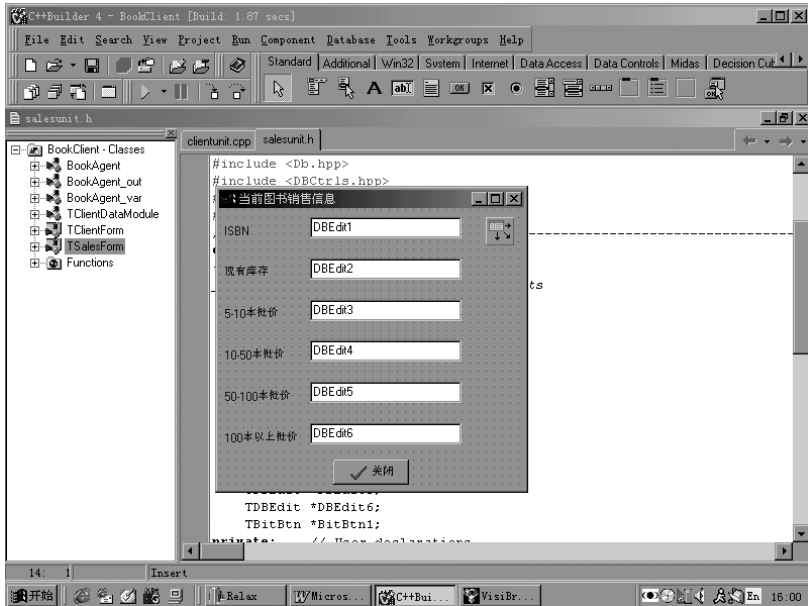 C++Builder 4 - BookClient [Build: 1.87 secs]
File Edit Search View Project Run Component Database Tools Workgroups Help
Standard Additional Win32 System Internet Data Access Data Controls Midas Decision Cub
salesunit.h
BookClient - Classes
BookAgent
BookAgent_out
BookAgent_var
TClientDataModule
TClientForm
TSalesForm
Functions
clientunit.cpp salesunit.h
#include <Db.hpp>
#include <DBCtrls.hpp>
当前图书销售信息
ISBN DBEdit1
现有库存 DBEdit2
ts
5-10本批价 DBEdit3
10-50本批价 DBEdit4
50-100本批价 DBEdit5
100本以上批价 DBEdit6
关闭
TDBEdit *DBEdit6;
TBitBtn *BitBtn1;
private: // User declarations
14: 1 Insert
开始 Relax Micros... C++Bui... VisiBr... En 16:00